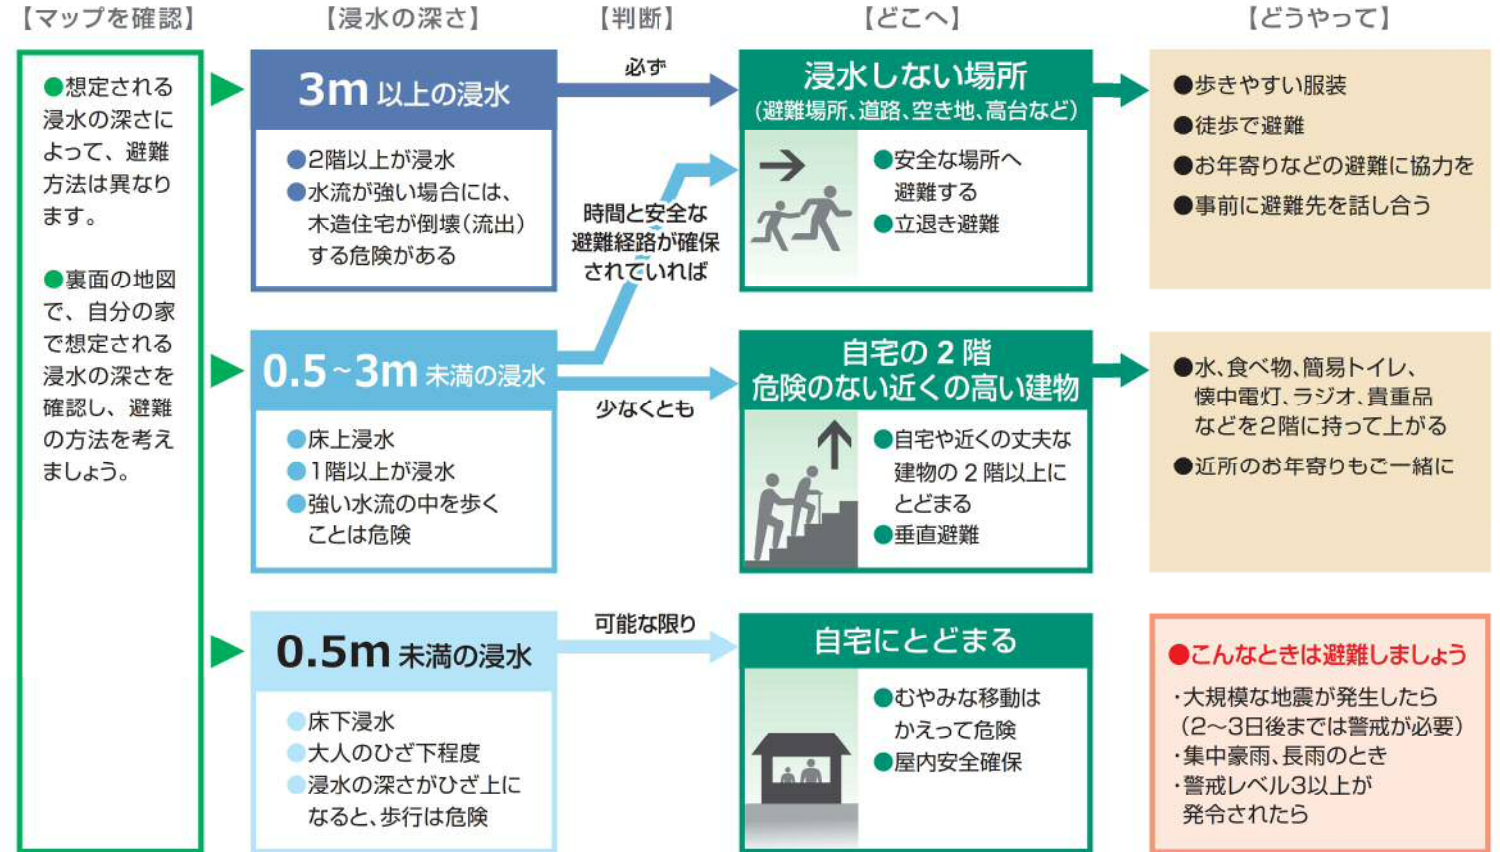 【マップを確認】
【浸水の深さ】
【判断】
【どこへ】
【どうやって】
●想定される
浸水の深さに
よって、避難
方法は異なり
ます。
●裏面の地図
で、自分の家
で想定される
浸水の深さを
確認し、避難
の方法を考え
ましょう。
3m 以上の浸水
●2階以上が浸水
●水流が強い場合には、
木造住宅が倒壊(流出)
する危険がある
必ず
浸水しない場所
(避難場所、道路、空き地、高台など)
●安全な場所へ
避難する
●立退き避難
●歩きやすい服装
●徒歩で避難
●お年寄りなどの避難に協力を
●事前に避難先を話し合う
時間と安全な
避難経路が確保
されていれば
0.5~3m 未満の浸水
●床上浸水
●1階以上が浸水
●強い水流の中を歩く
ことは危険
少なくとも
自宅の 2 階
危険のない近くの高い建物
●自宅や近くの丈夫な
建物の 2 階以上に
とどまる
●垂直避難
●水、食べ物、簡易トイレ、
懐中電灯、ラジオ、貴重品
などを2階に持って上がる
●近所のお年寄りもご一緒に
0.5m 未満の浸水
●床下浸水
●大人のひざ下程度
●浸水の深さがひざ上に
なると、歩行は危険
可能な限り
自宅にとどまる
●むやみな移動は
かえって危険
●屋内安全確保
●こんなときは避難しましょう
・大規模な地震が発生したら
(2〜3日後までは警戒が必要)
・集中豪雨、長雨のとき
・警戒レベル3以上が
発令されたら